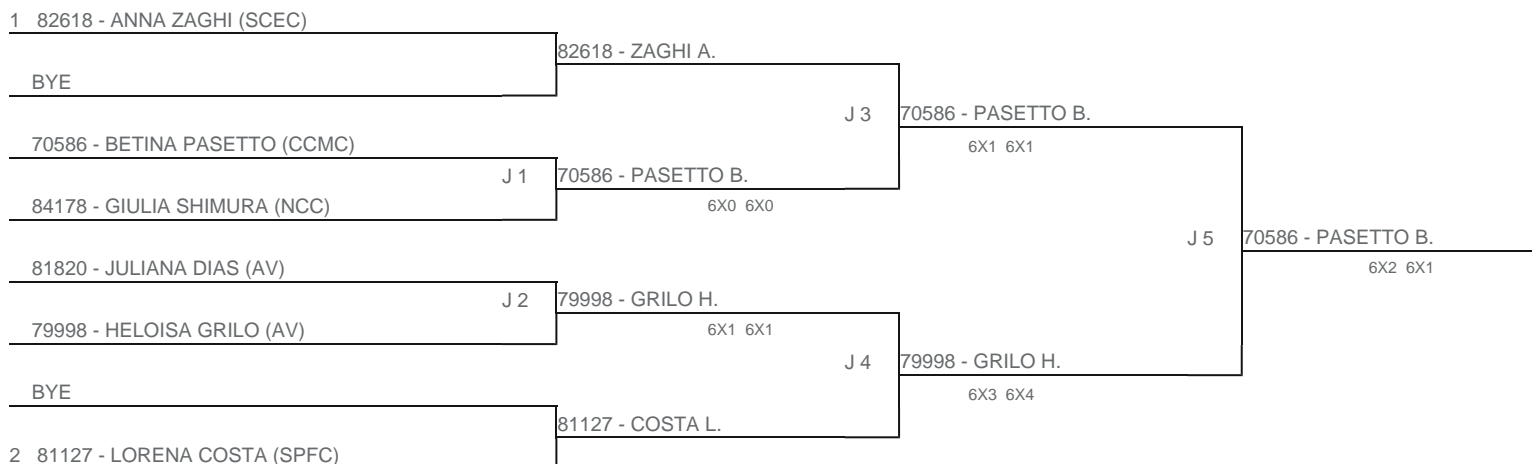 1 82618 - ANNA ZAGHI (SCEC)
82618 - ZAGHI A.
BYE
J 3 70586 - PASETTO B.
70586 - BETINA PASETTO (CCMC)
6X1 6X1
J 1 70586 - PASETTO B.
84178 - GIULIA SHIMURA (NCC)
6X0 6X0
J 5 70586 - PASETTO B.
81820 - JULIANA DIAS (AV)
6X2 6X1
J 2 79998 - GRILO H.
79998 - HELOISA GRILO (AV)
6X1 6X1
J 4 79998 - GRILO H.
BYE
6X3 6X4
81127 - COSTA L.
2 81127 - LORENA COSTA (SPFC)